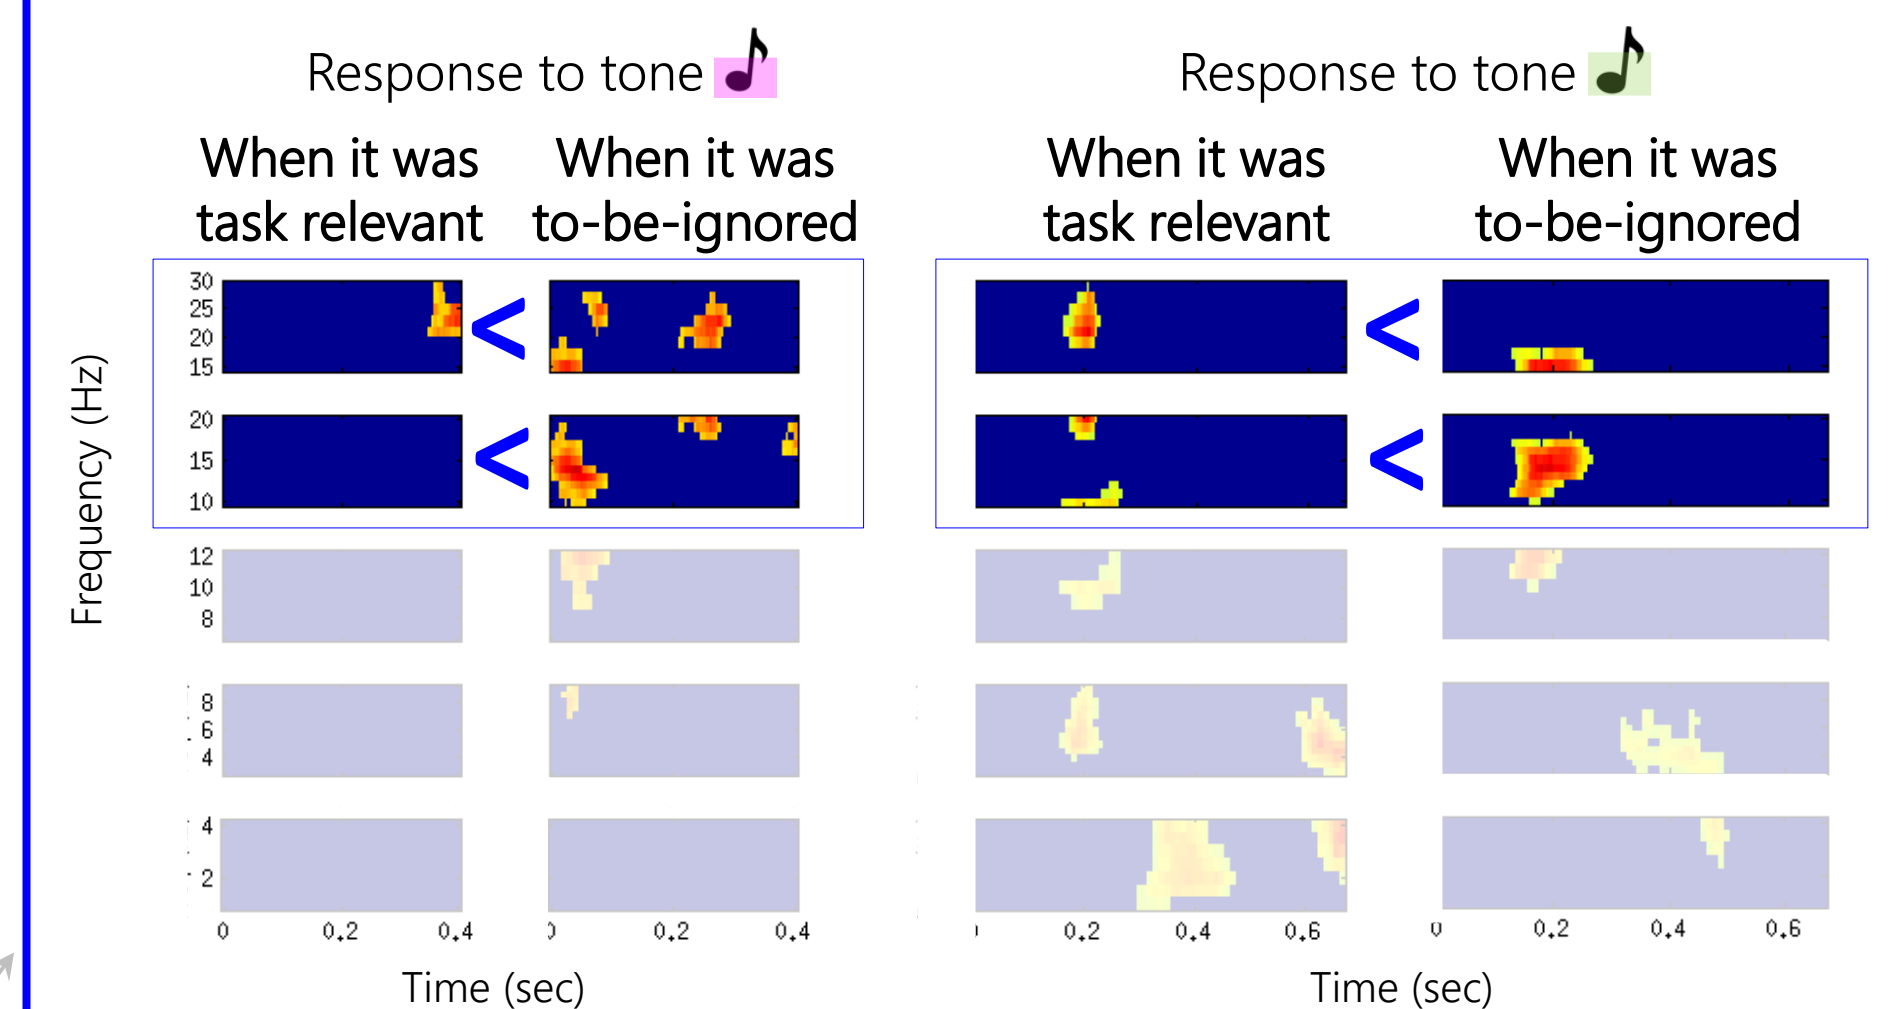 Response to tone
Response to tone
When it was
task relevant
When it was
to-be-ignored
When it was
task relevant
When it was
to-be-ignored
Frequency (Hz)
30
25
20
15
<
<
20
15
10
<
<
12
10
8
8
6
4
4
2
0 0.2 0.4
0 0.2 0.4
0.2 0.4 0.6
0 0.2 0.4 0.6
Time (sec)
Time (sec)